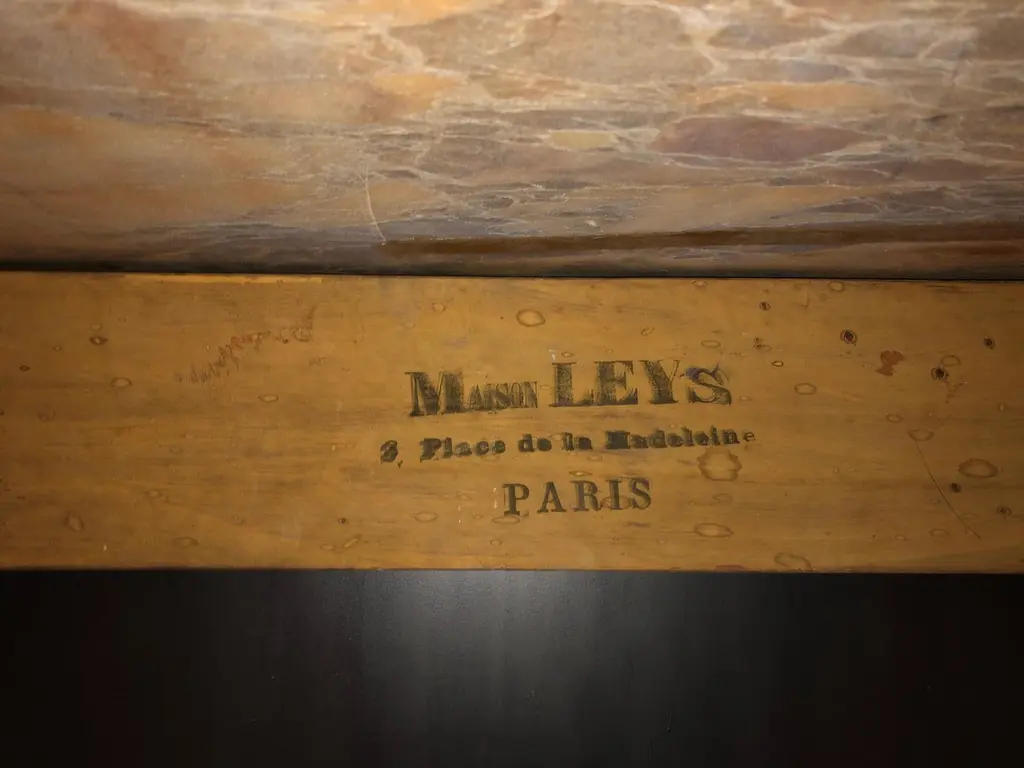 MAISON LEYS
3, Place de la Madeleine
PARIS